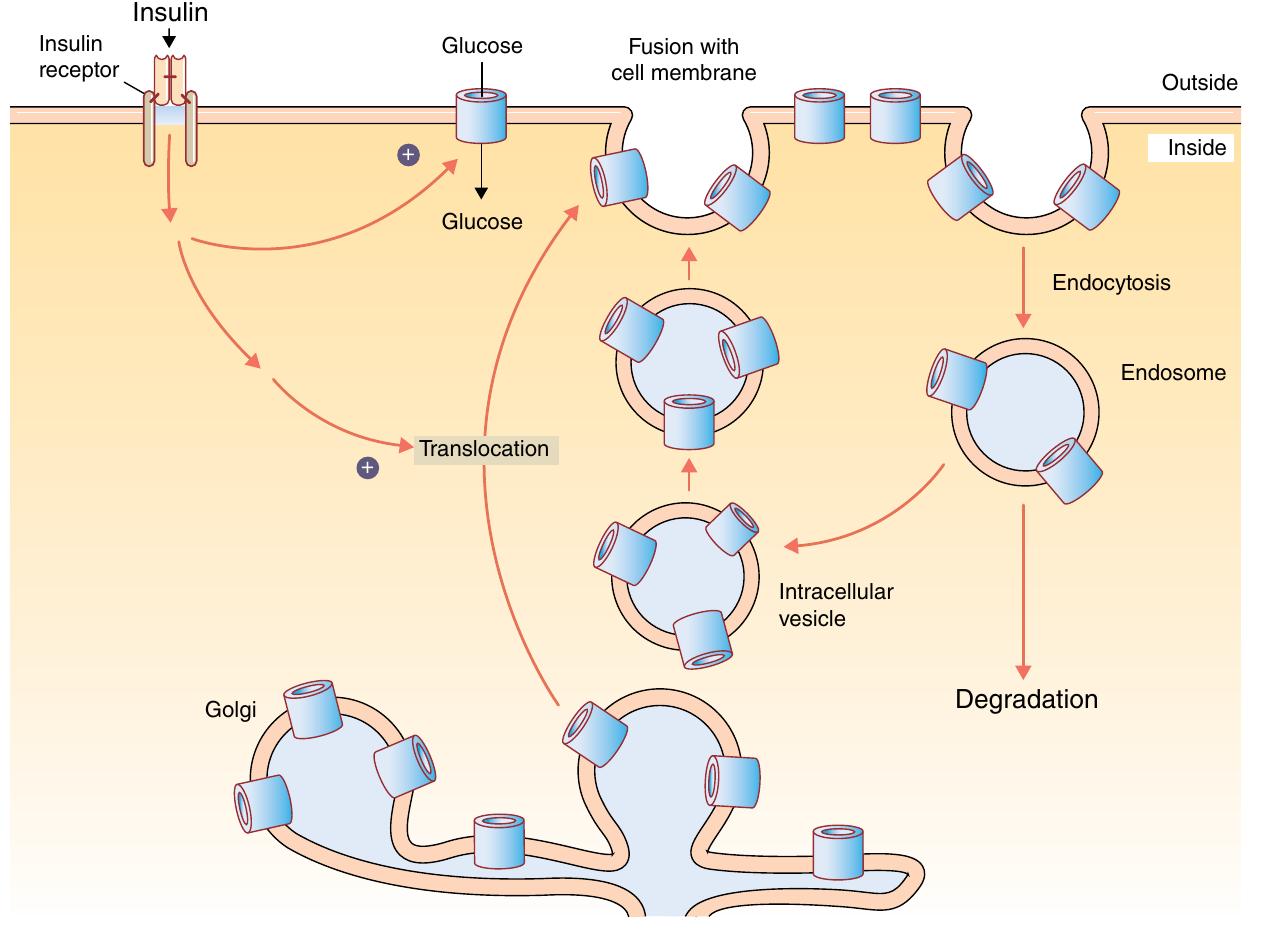 Insulin
Insulin
receptor
Glucose
Fusion with
cell membrane
Outside
Inside
+
Glucose
Endocytosis
Endosome
Translocation
+
Intracellular
vesicle
Degradation
Golgi